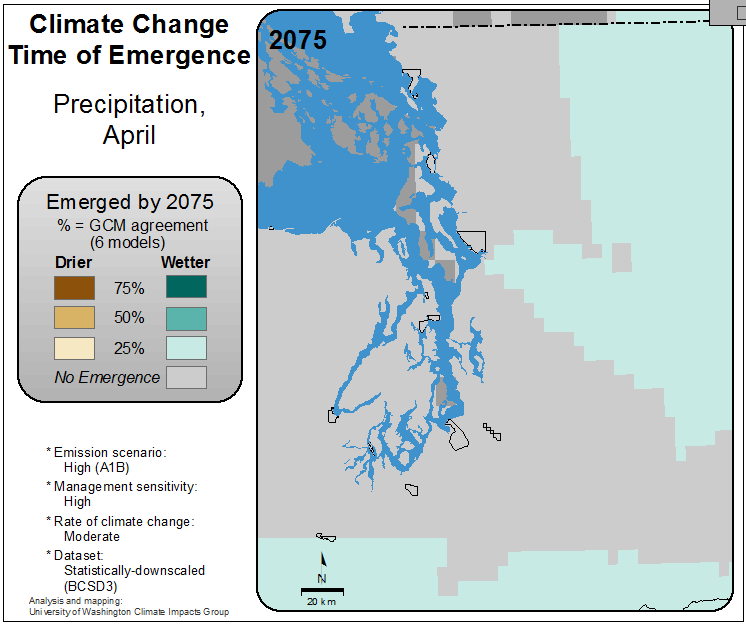 Climate Change
Time of Emergence
Precipitation,
April
Emerged by 2075
% = GCM agreement
(6 models)
Drier Wetter
75%
50%
25%
No Emergence
* Emission scenario:
High (A1B)
* Management sensitivity:
High
* Rate of climate change:
Moderate
* Dataset:
Statistically-downscaled
(BCSD3)
Analysis and mapping:
University of Washington Climate Impacts Group
2075
N
20 km